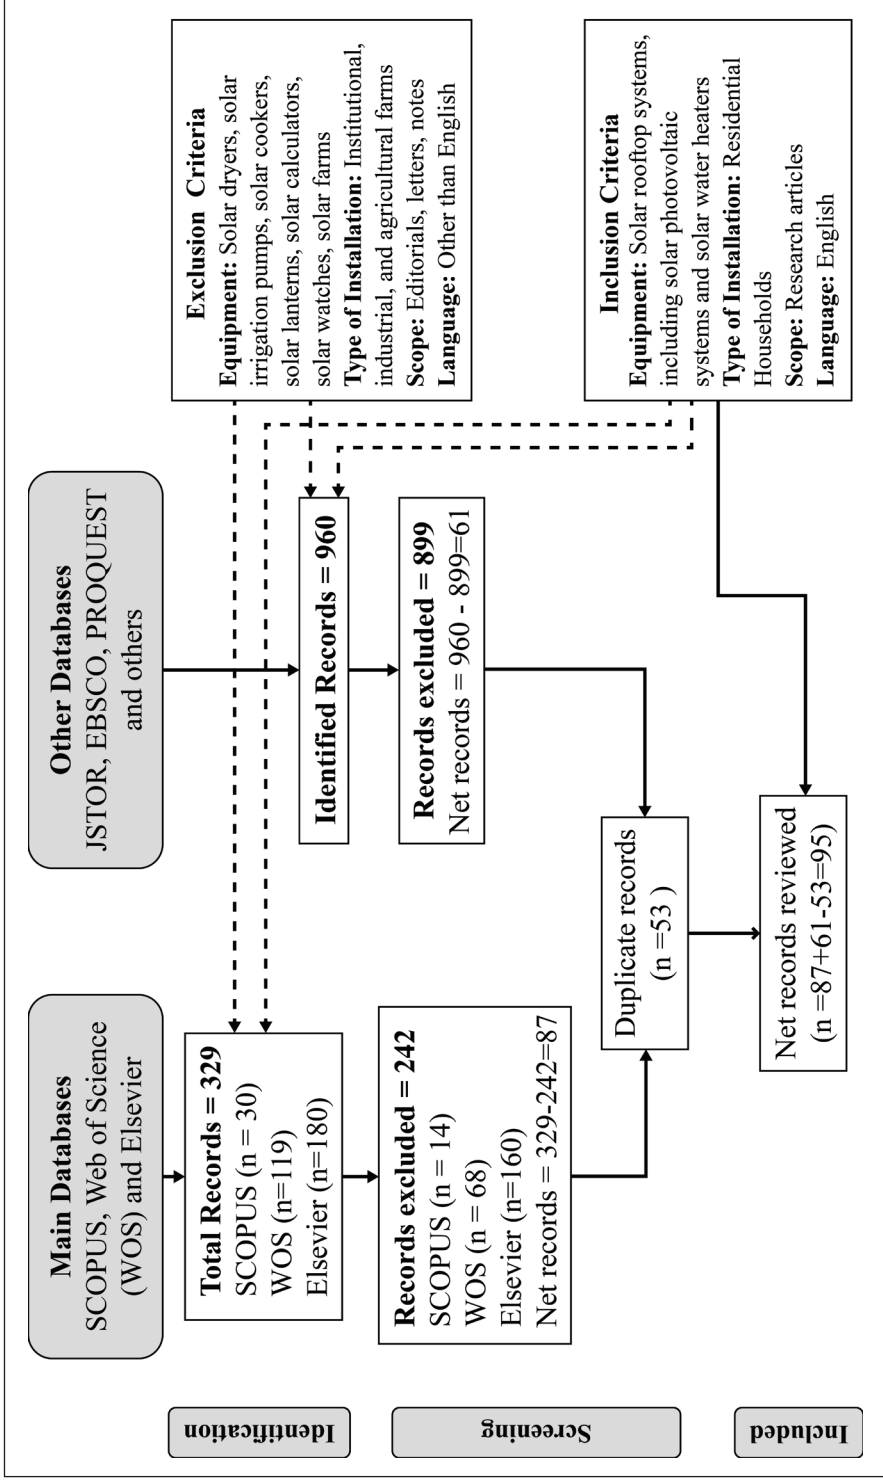 Main Databases
SCOPUS, Web of Science
(WOS) and Elsevier
Other Databases
JSTOR, EBSCO, PROQUEST
and others
Identification
Total Records = 329
SCOPUS (n = 30)
WOS (n=119)
Elsevier (n=180)
Identified Records = 960
Exclusion Criteria
Equipment: Solar dryers, solar
irrigation pumps, solar cookers,
solar lanterns, solar calculators,
solar watches, solar farms
Type of Installation: Institutional,
industrial, and agricultural farms
Scope: Editorials, letters, notes
Language: Other than English
Screening
Records excluded = 242
SCOPUS (n = 14)
WOS (n = 68)
Elsevier (n=160)
Net records = 329-242=87
Records excluded = 899
Net records = 960 - 899=61
Duplicate records
(n =53 )
Inclusion Criteria
Equipment: Solar rooftop systems,
including solar photovoltaic
systems and solar water heaters
Type of Installation: Residential
Households
Scope: Research articles
Language: English
Included
Net records reviewed
(n =87+61-53=95)